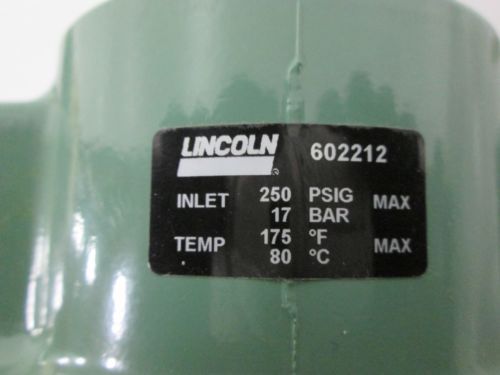 LINCOLN 602212
®
INLET 250 PSIG MAX
17 BAR
TEMP 175 °F MAX
80 °C